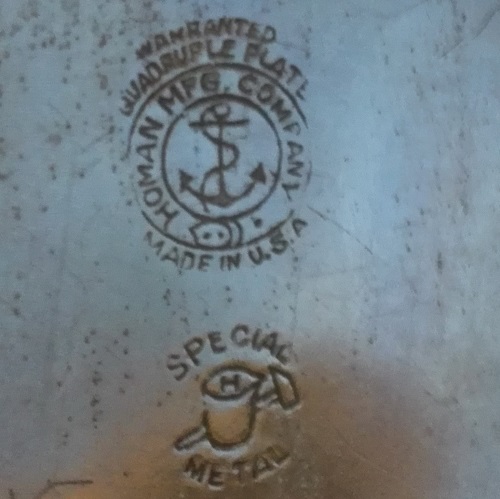 WARRANTED
QUADRUPLE PLATE
HOMAN MFG. COMPANY
MADE IN U.S.A
SPECIAL
H
METAL